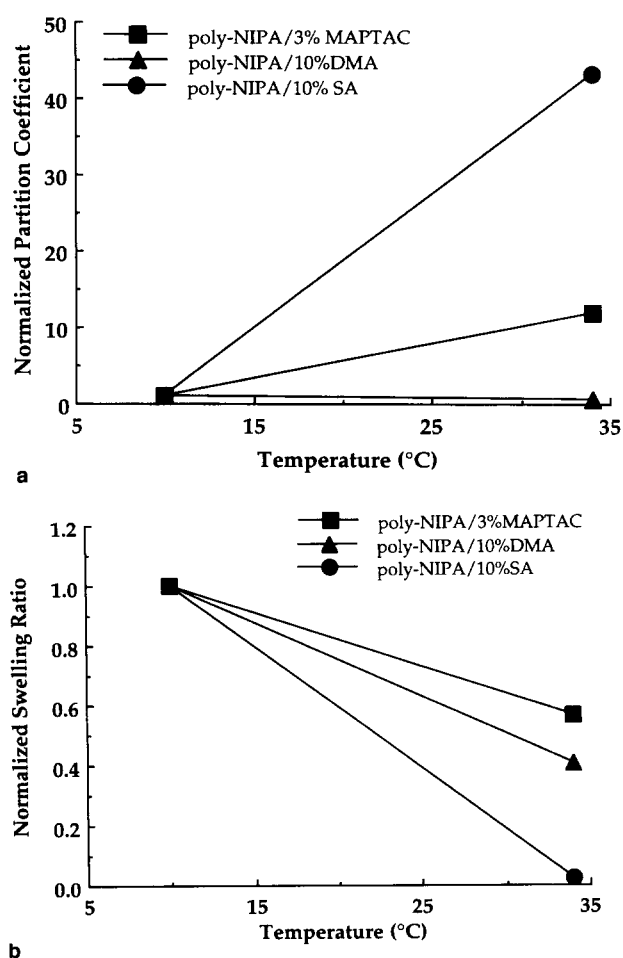 50
40
30
20
10
0
Normalized Partition Coefficient
poly-NIPA/3% MAPTAC
poly-NIPA/10%DMA
poly-NIPA/10% SA
5
15
25
35
Temperature (°C)
a
1.2
1.0
0.8
0.6
0.4
0.2
0.0
Normalized Swelling Ratio
poly-NIPA/3%MAPTAC
poly-NIPA/10%DMA
poly-NIPA/10%SA
5
15
25
35
Temperature (°C)
b